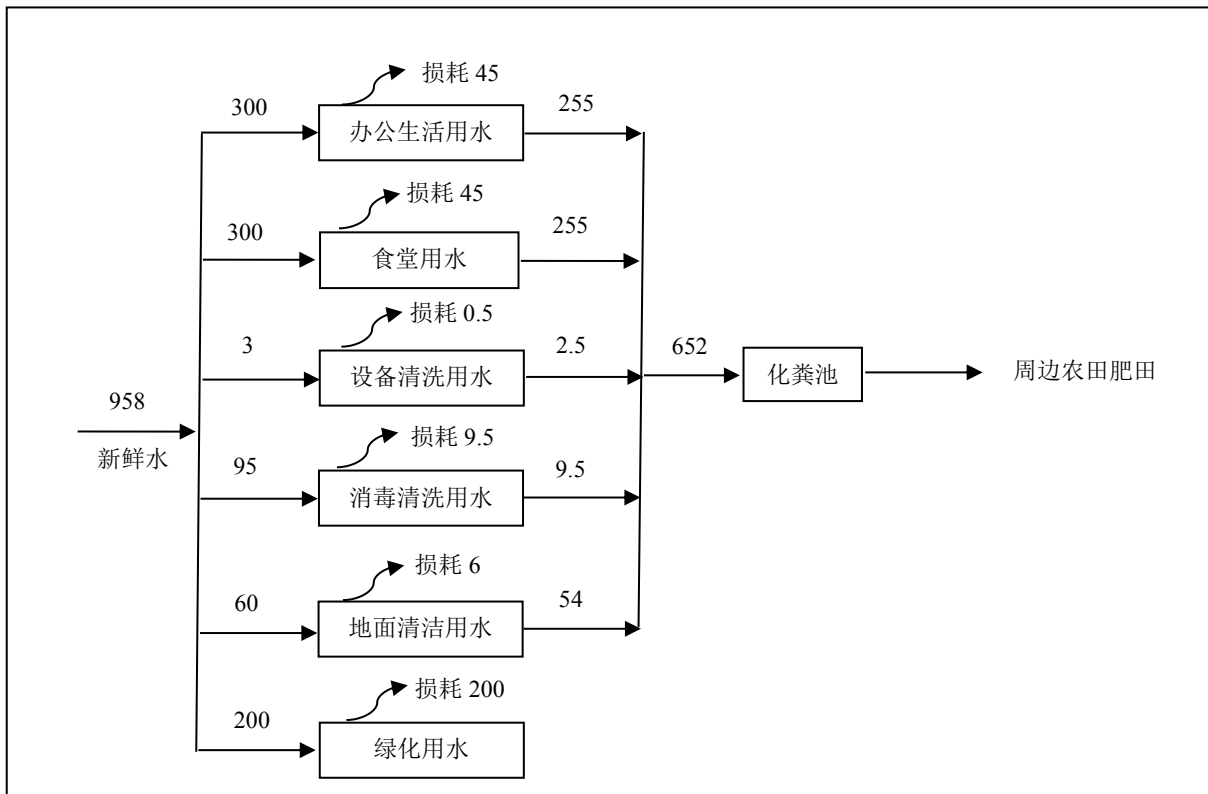 损耗 45
300
255
办公生活用水
损耗 45
300
255
食堂用水
损耗 0.5
3
2.5
652
设备清洗用水
化粪池
周边农田肥田
958
新鲜水
损耗 9.5
95
9.5
消毒清洗用水
损耗 6
60
54
地面清洁用水
损耗 200
200
绿化用水